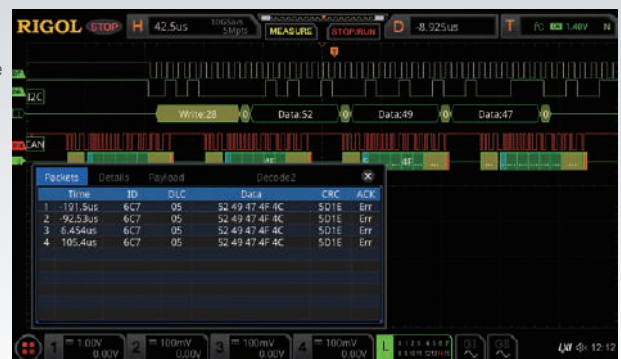 e
RIGOL STOP H 42.5us 10GSa/s 5Mpts MEASURE STOP/RUN D -8.925us T 1.40V N
I2C
Write:28 Data:52 Data:49 Data:47
CAN
4F
Packets Details Payload Decode2
Time ID DLC Data CRC ACK
1 -191.5us 6C7 05 52 49 47 4F 4C 5D1E Err
2 -92.53us 6C7 05 52 49 47 4F 4C 5D1E Err
3 6.454us 6C7 05 52 49 47 4F 4C 5D1E Err
4 105.4us 6C7 05 52 49 47 4F 4C 5D1E Err
1 1.00V 0.00V 2 100mV 0.00V 3 100mV 0.00V 4 100mV 0.00V L GI GII LXI 12:12